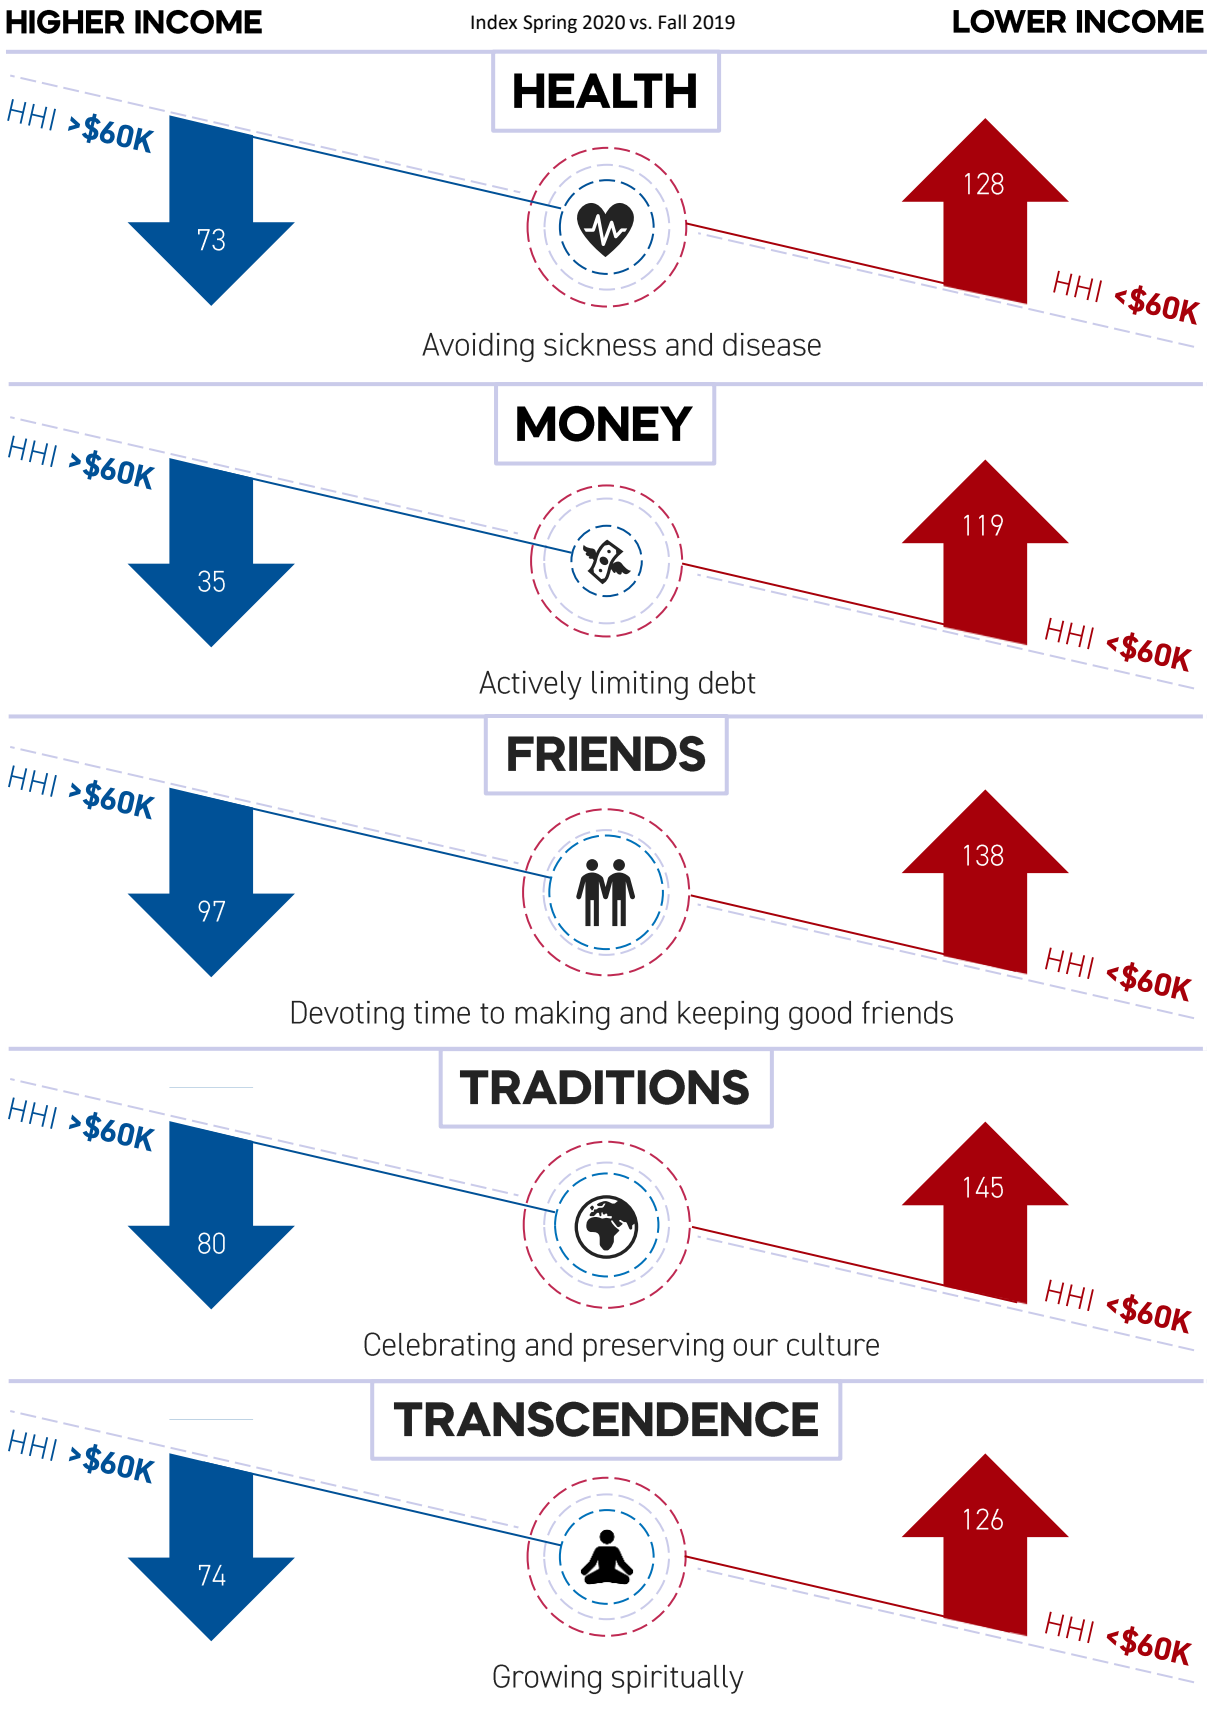 HIGHER INCOME
Index Spring 2020 vs. Fall 2019
LOWER INCOME
HEALTH
HHI >$60K
73
128
HHI <$60K
Avoiding sickness and disease
MONEY
HHI >$60K
35
119
HHI <$60K
Actively limiting debt
FRIENDS
HHI >$60K
97
138
HHI <$60K
Devoting time to making and keeping good friends
TRADITIONS
HHI >$60K
80
145
HHI <$60K
Celebrating and preserving our culture
TRANSCENDENCE
HHI >$60K
74
126
HHI <$60K
Growing spiritually